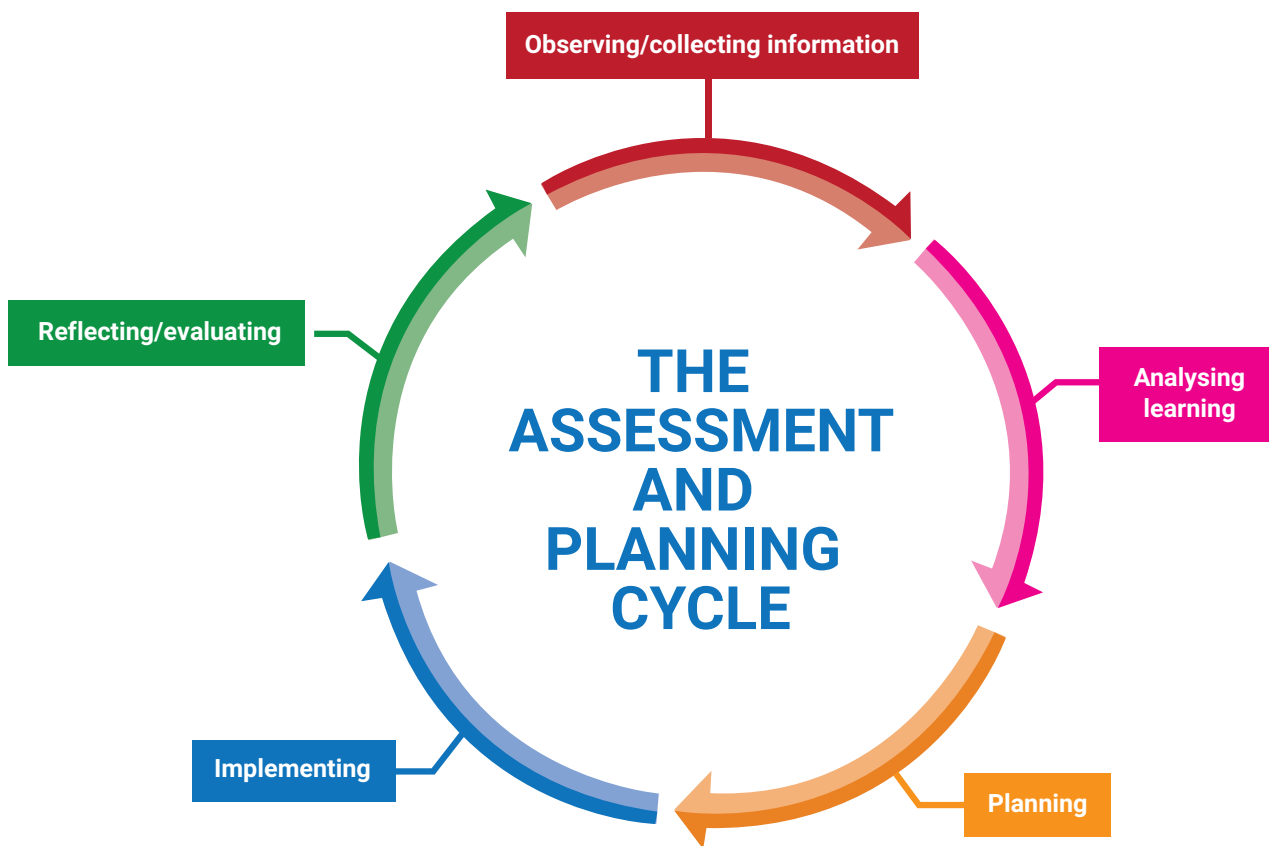 Observing/collecting information
Analysing
learning
Planning
Implementing
Reflecting/evaluating
THE
ASSESSMENT
AND
PLANNING
CYCLE